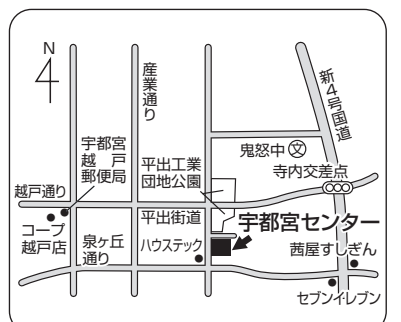 N
産業通り
新4号国道
宇都宮
越戸
郵便局
平出工業
団地公園
鬼怒中 文
寺内交差点
越戸通り
平出街道
宇都宮センター
コープ
越戸店
泉ヶ丘
通り
ハウステック
茜屋すしぎん
セブンイレブン